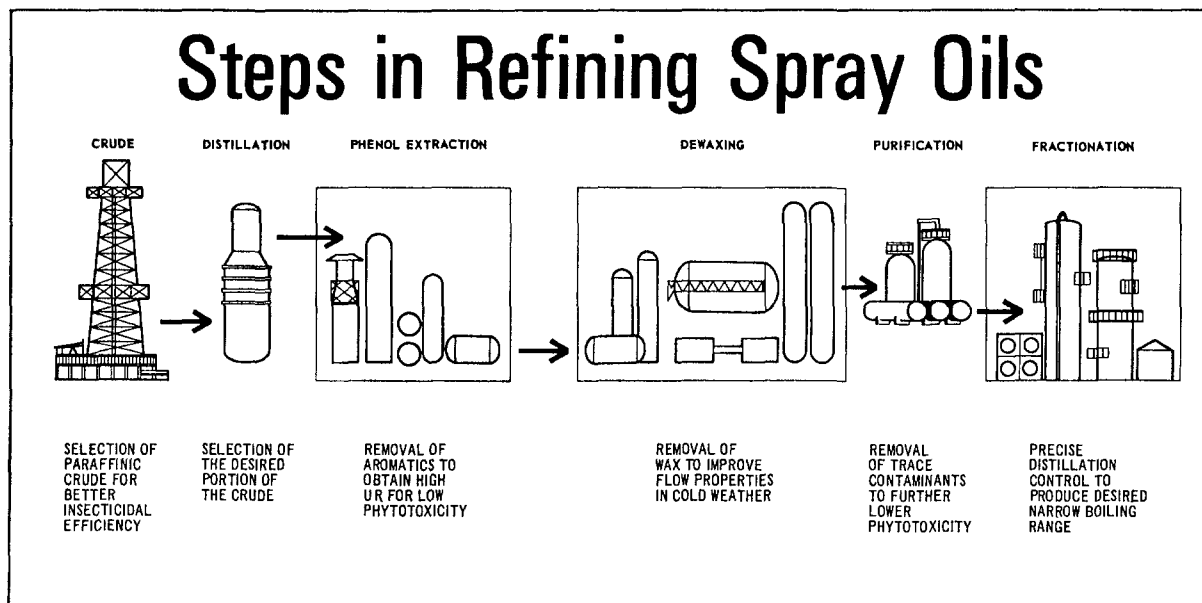 Steps in Refining Spray Oils
CRUDE
DISTILLATION
PHENOL EXTRACTION
DEWAXING
PURIFICATION
FRACTIONATION
SELECTION OF
PARAFFINIC
CRUDE FOR
BETTER
INSECTICIDAL
EFFICIENCY
SELECTION OF
THE DESIRED
PORTION OF
THE CRUDE
REMOVAL OF
AROMATICS TO
OBTAIN HIGH
UR FOR LOW
PHYTOTOXICITY
REMOVAL OF
WAX TO IMPROVE
FLOW PROPERTIES
IN COLD WEATHER
REMOVAL
OF TRACE
CONTAMINANTS
TO FURTHER
LOWER
PHYTOTOXICITY
PRECISE
DISTILLATION
CONTROL TO
PRODUCE DESIRED
NARROW BOILING
RANGE